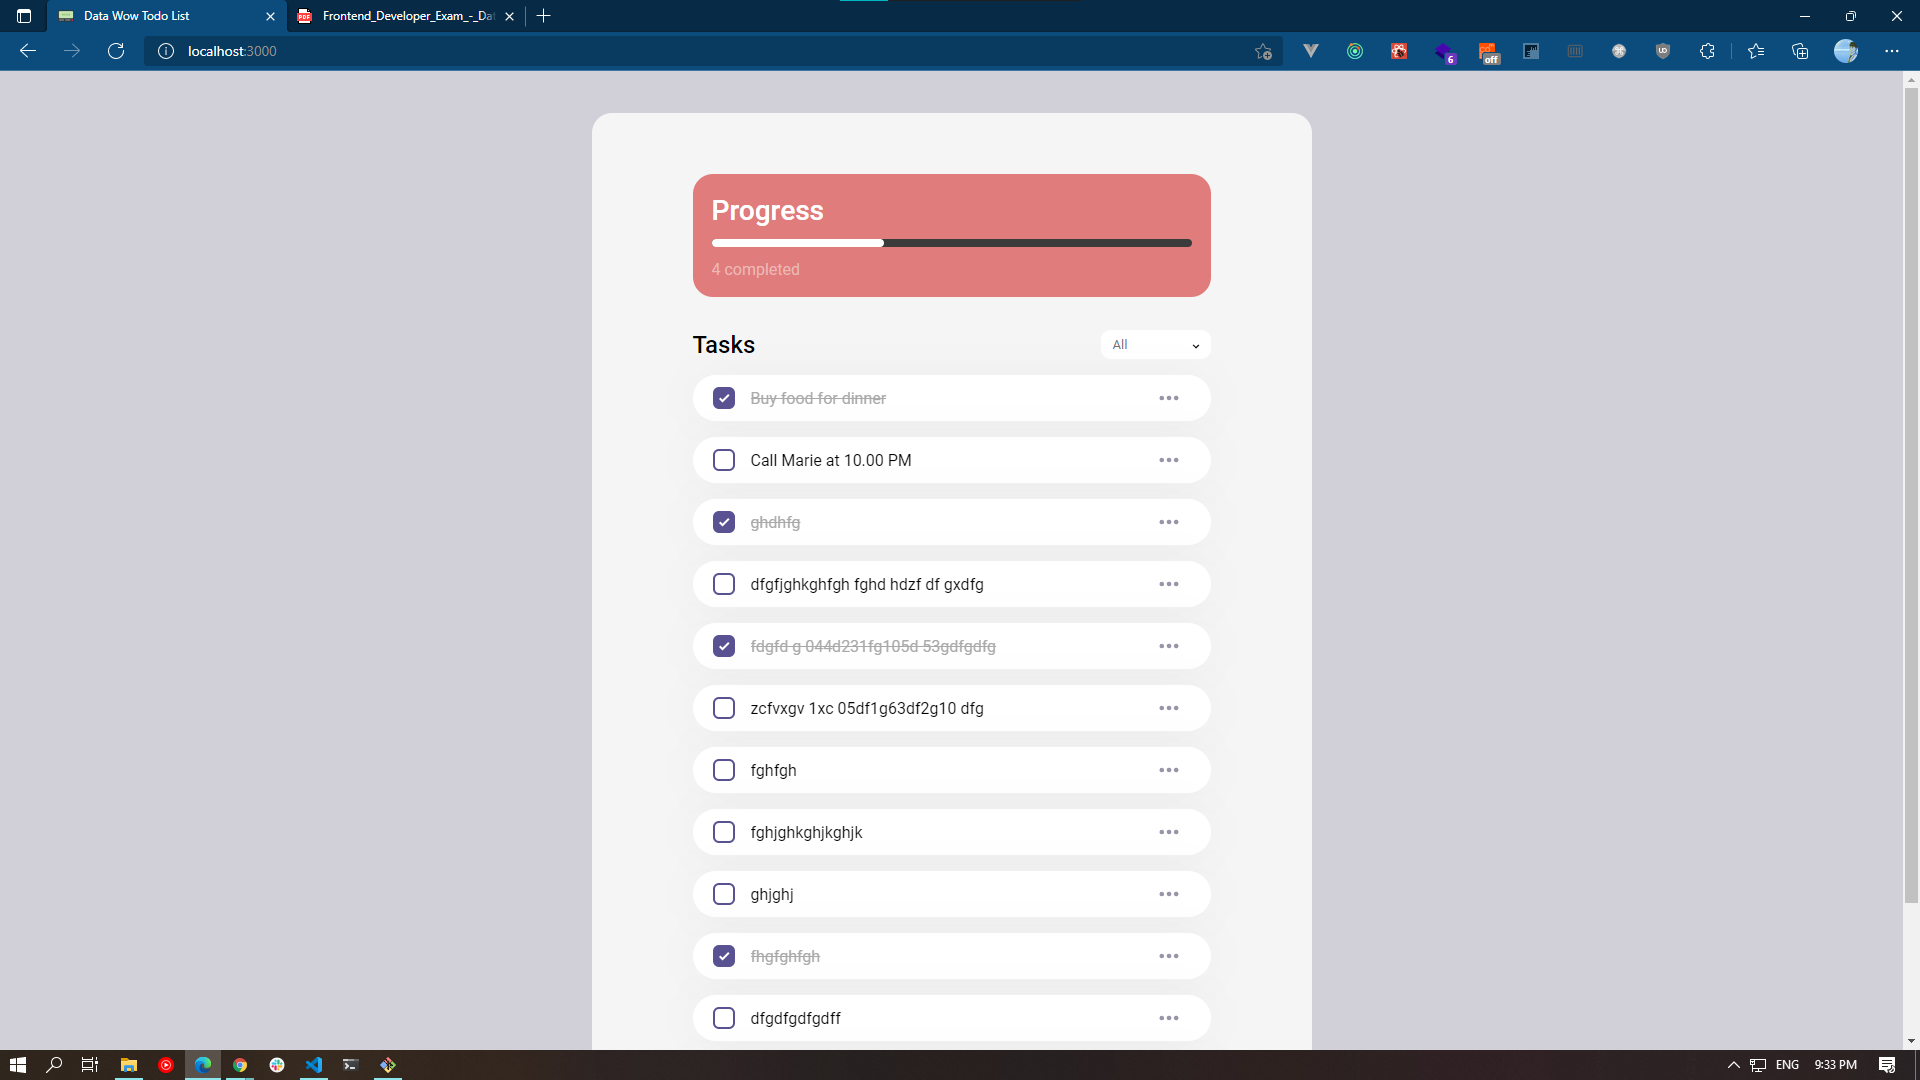 Data Wow Todo List
Frontend_Developer_Exam_-_Dat
localhost:3000
6
off
Progress
4 completed
Tasks
All
Buy food for dinner
Call Marie at 10.00 PM
ghdhfg
dfgfjghkghfgh fghd hdzf df gxdfg
fdgfd g 044d231fg105d 53gdfgdfg
zcfvxgv 1xc 05df1g63df2g10 dfg
fghfgh
fghjghkghjkghjk
ghjghj
fhgfghfgh
dfgdfgdfgdff
ENG
9:33 PM